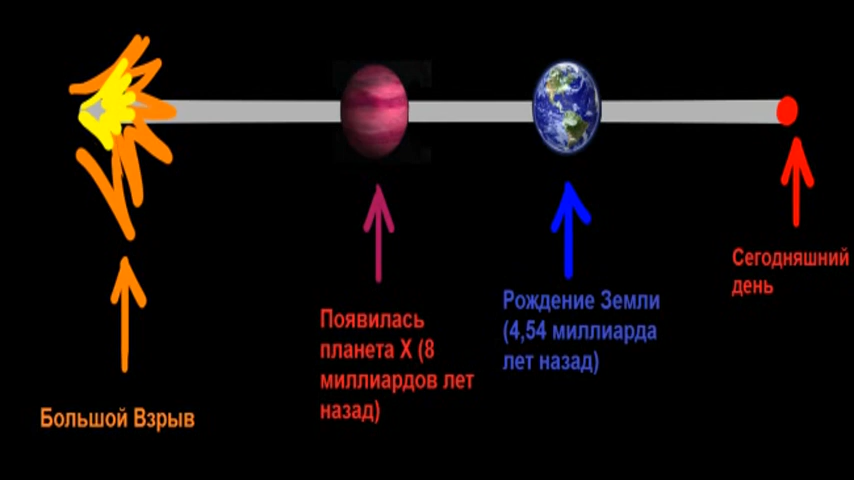 Большой Взрыв
Появилась
планета X (8
миллиардов лет
назад)
Рождение Земли
(4,54 миллиарда
лет назад)
Сегодняшний
день